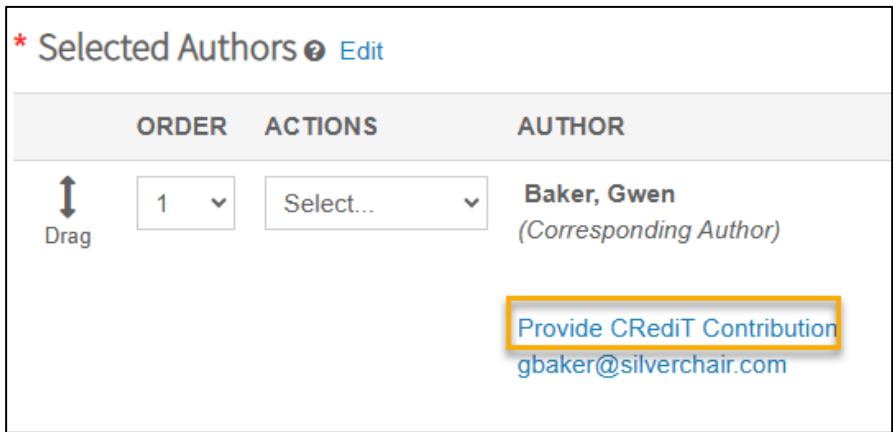 * Selected Authors ? Edit
ORDER ACTIONS AUTHOR
1 Select... Baker, Gwen
Drag (Corresponding Author)
Provide CRediT Contribution
gbaker@silverchair.com